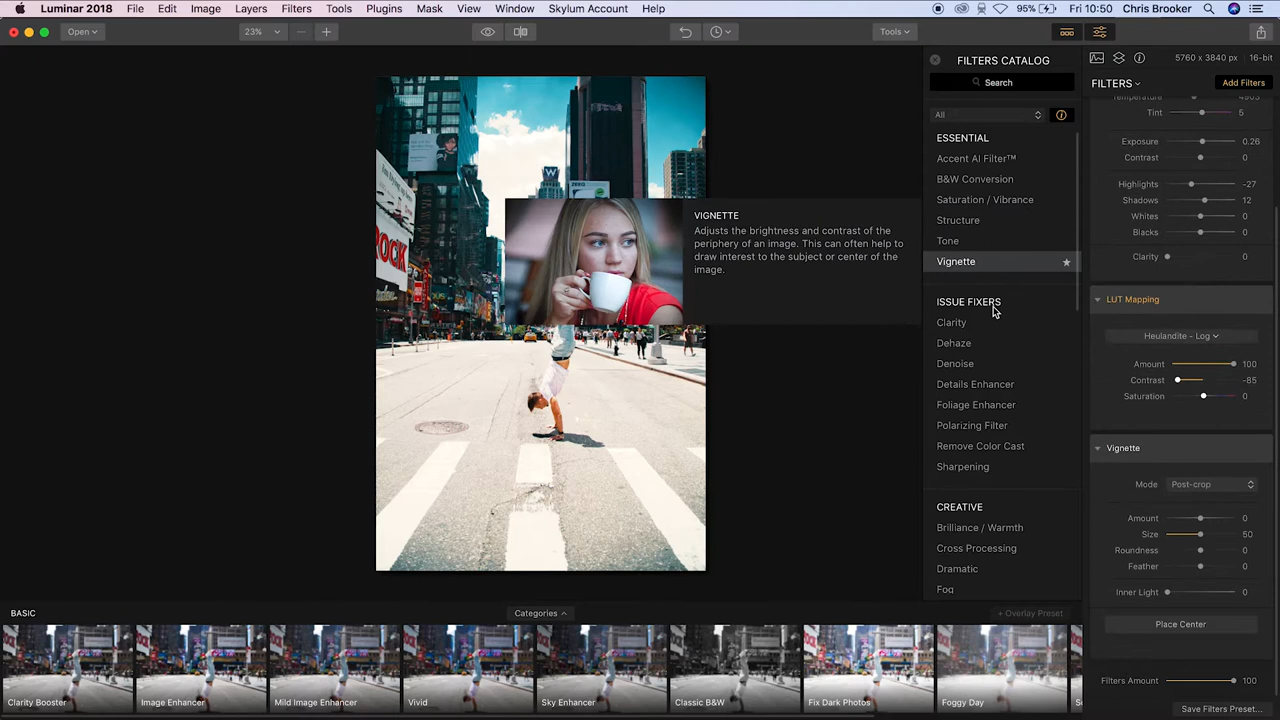 Luminar 2018 File Edit Image Layers Filters Tools Plugins Mask View Window Skylum Account Help 95% Fri 10:50 Chris Brooker
Open 23% Tools
FILTERS CATALOG
Search
All
ESSENTIAL
Accent AI Filter™
B&W Conversion
Saturation / Vibrance
Structure
Tone
Vignette
ISSUE FIXERS
Clarity
Dehaze
Denoise
Details Enhancer
Foliage Enhancer
Polarizing Filter
Remove Color Cast
Sharpening
CREATIVE
Brilliance / Warmth
Cross Processing
Dramatic
Fog
VIGNETTE
Adjusts the brightness and contrast of the
periphery of an image. This can often help to
draw interest to the subject or center of the
image.
W
ROCK
5760 x 3840 px 16-bit
FILTERS Add Filters
Temperature 4903
Tint 5
Exposure 0.26
Contrast 0
Highlights -27
Shadows 12
Whites 0
Blacks 0
Clarity 0
LUT Mapping
Heulandite - Log
Amount 100
Contrast -85
Saturation 0
Vignette
Mode Post-crop
Amount 0
Size 50
Roundness 0
Feather 0
Inner Light 0
Place Center
Filters Amount 100
Save Filters Preset...
BASIC Categories + Overlay Preset
Clarity Booster Image Enhancer Mild Image Enhancer Vivid Sky Enhancer Classic B&W Fix Dark Photos Foggy Day